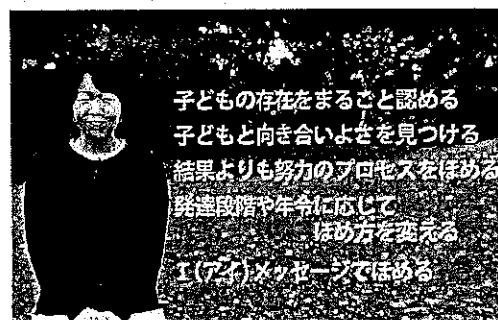 子どもの存在をまるごと認める
子どもと向き合いよさを見つける
結果よりも努力のプロセスをほめる
発達段階や年令に応じて
ほめ方を変える
I(アイ)メッセージでほめる